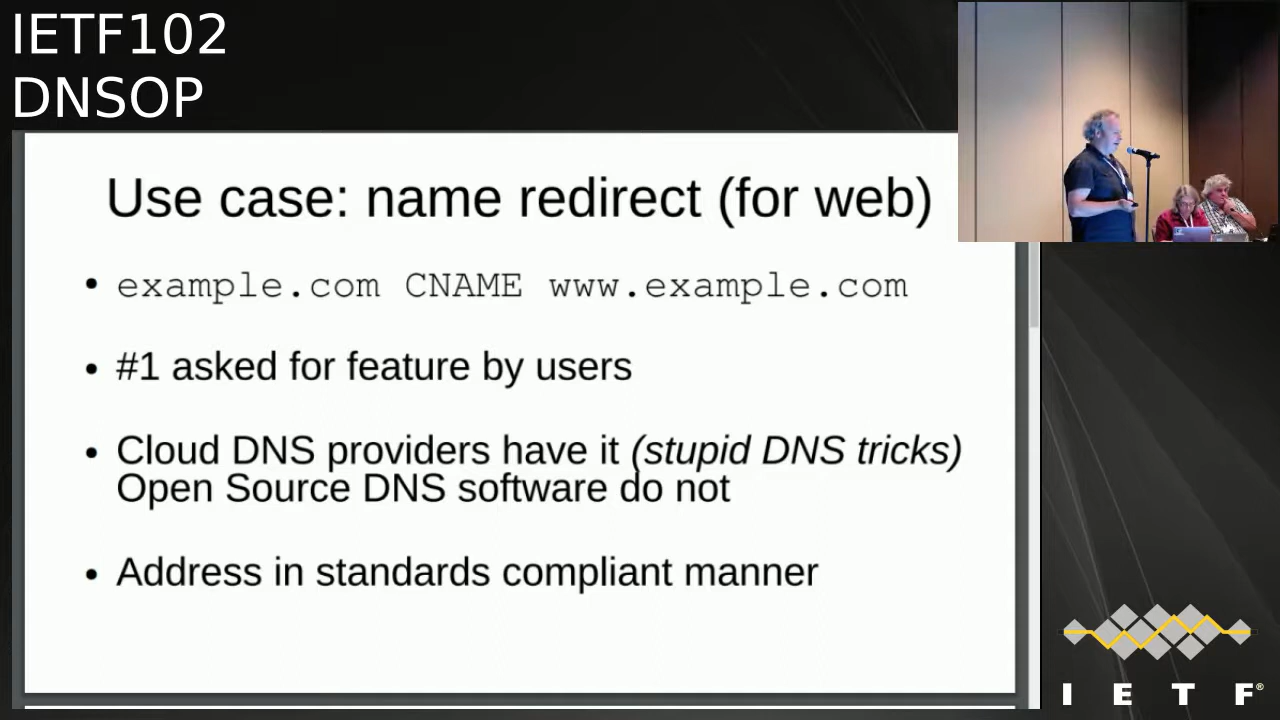 IETF102
DNSOP
Use case: name redirect (for web)
• example.com CNAME www.example.com
• #1 asked for feature by users
• Cloud DNS providers have it (stupid DNS tricks)
Open Source DNS software do not
• Address in standards compliant manner
I E T F®